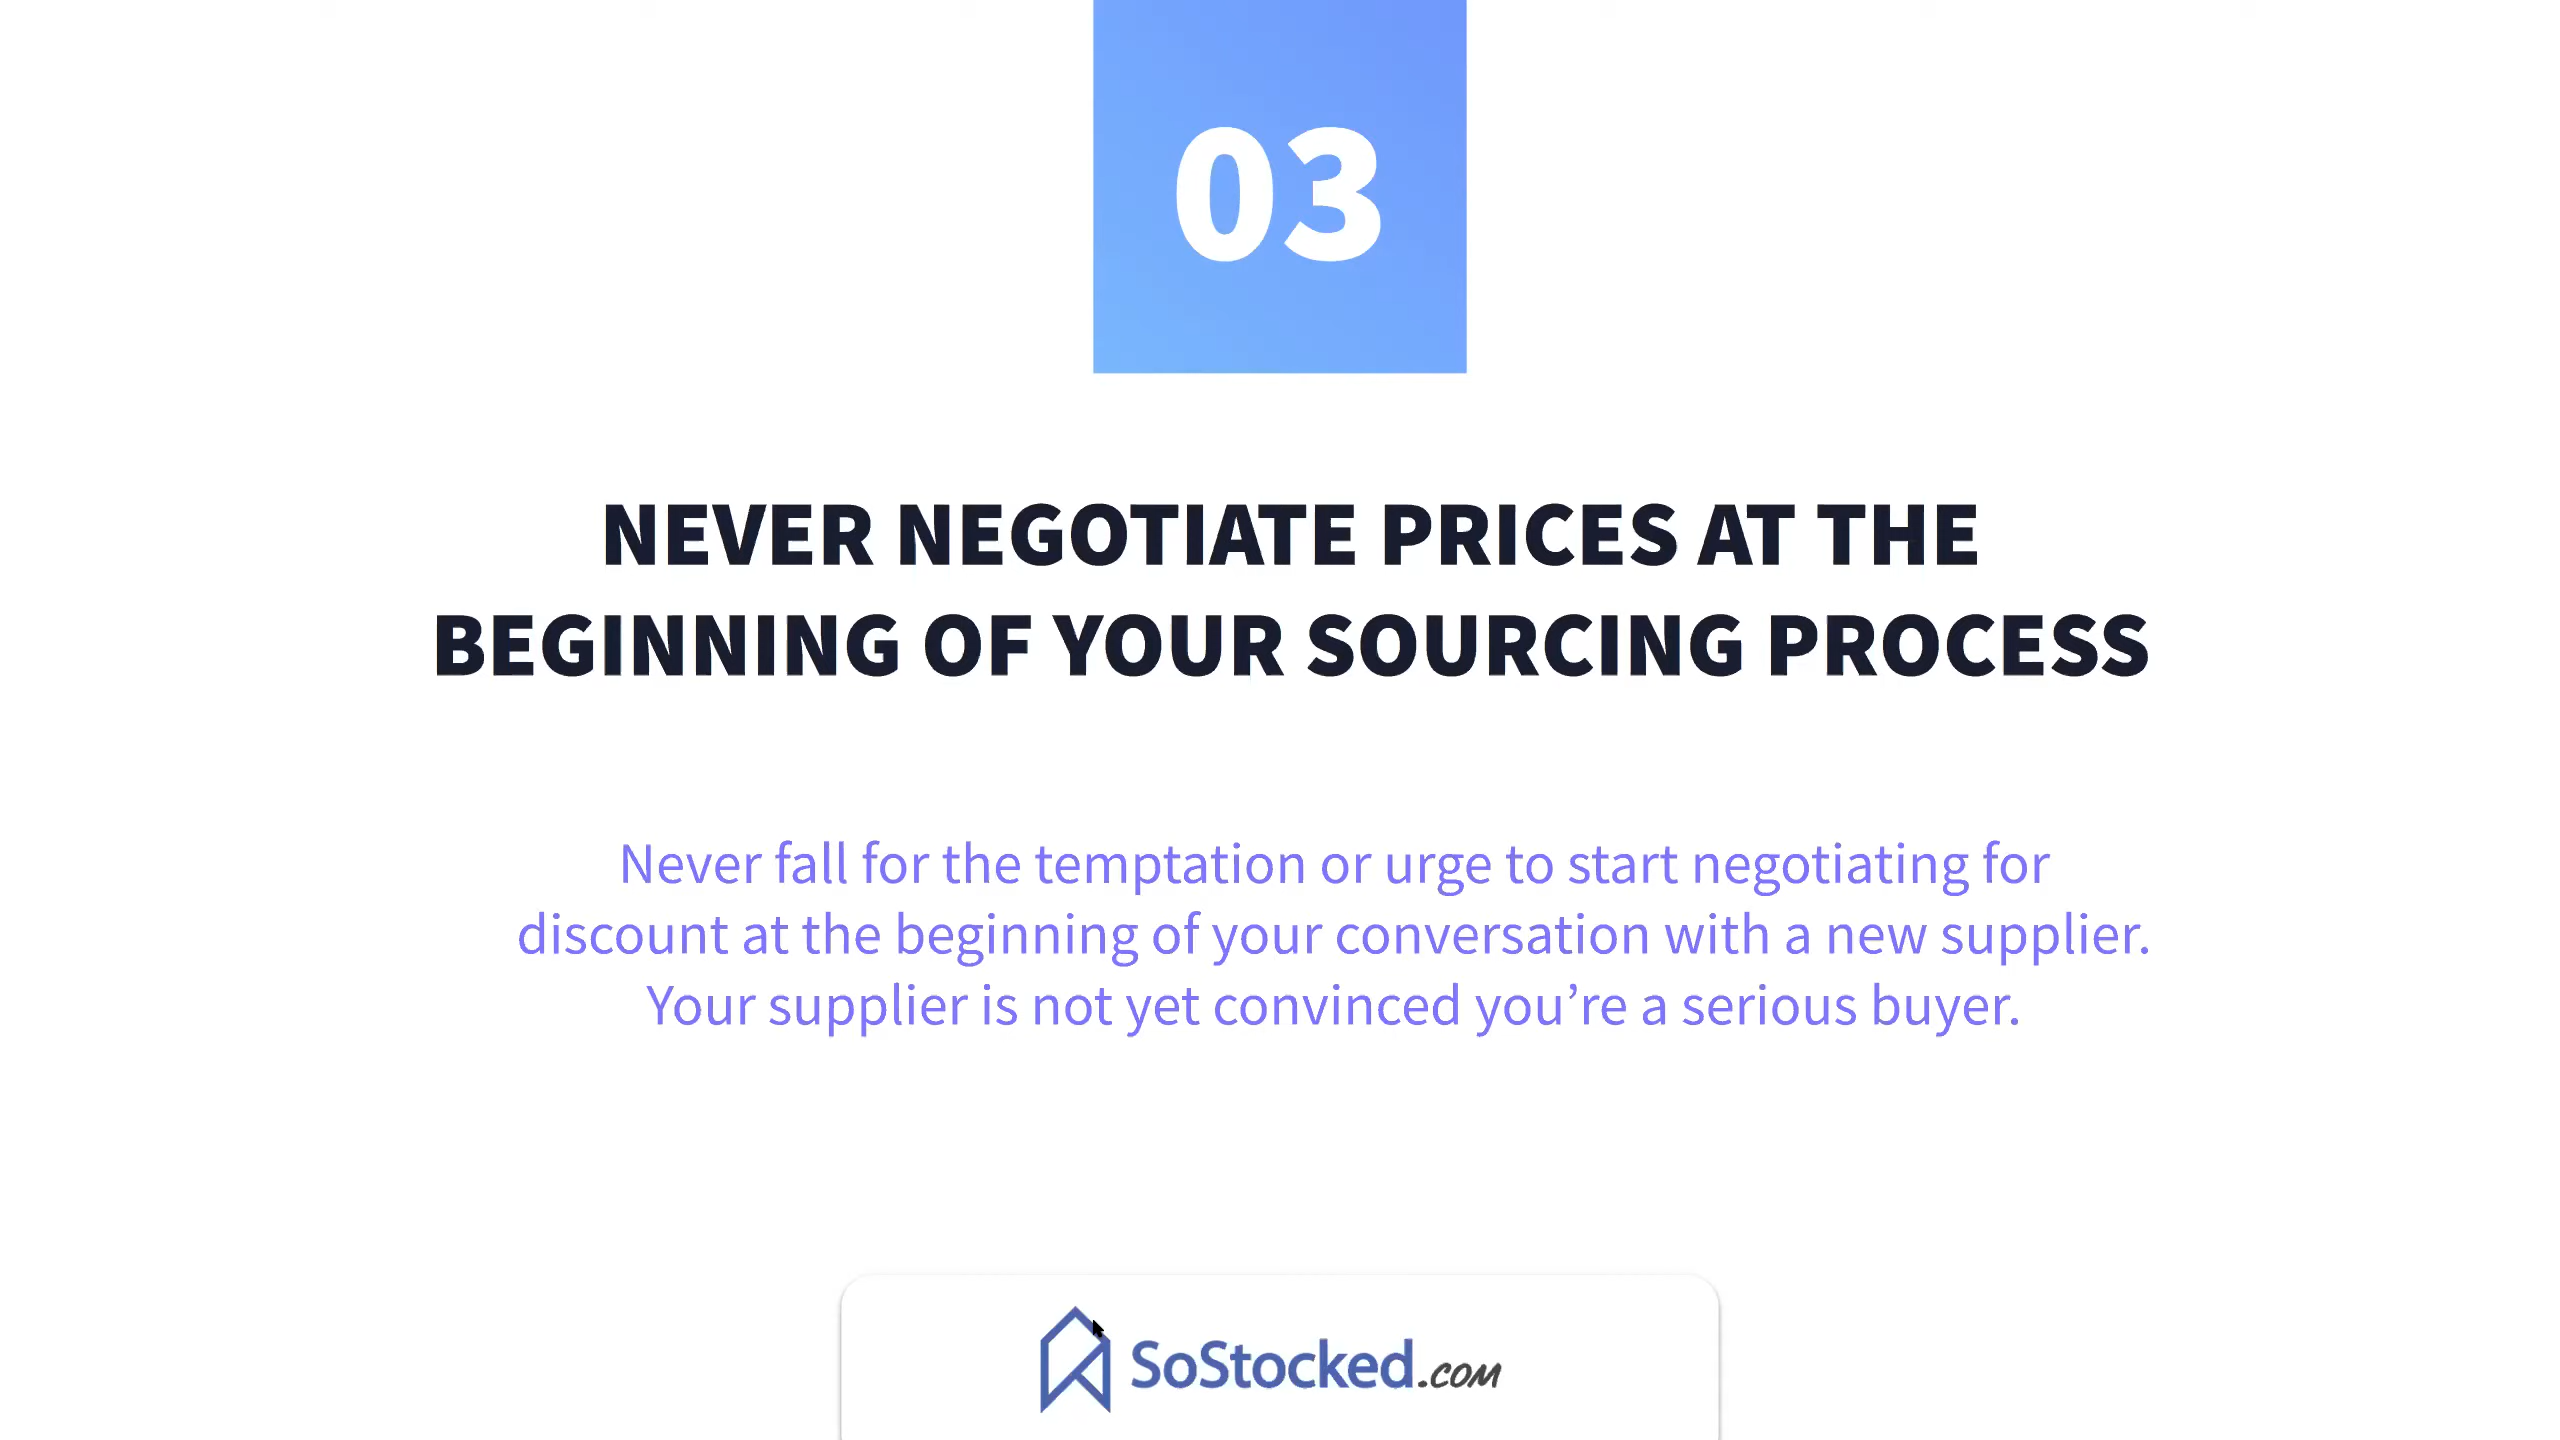 03
NEVER NEGOTIATE PRICES AT THE
BEGINNING OF YOUR SOURCING PROCESS
Never fall for the temptation or urge to start negotiating for
discount at the beginning of your conversation with a new supplier.
Your supplier is not yet convinced you’re a serious buyer.
SoStocked.com